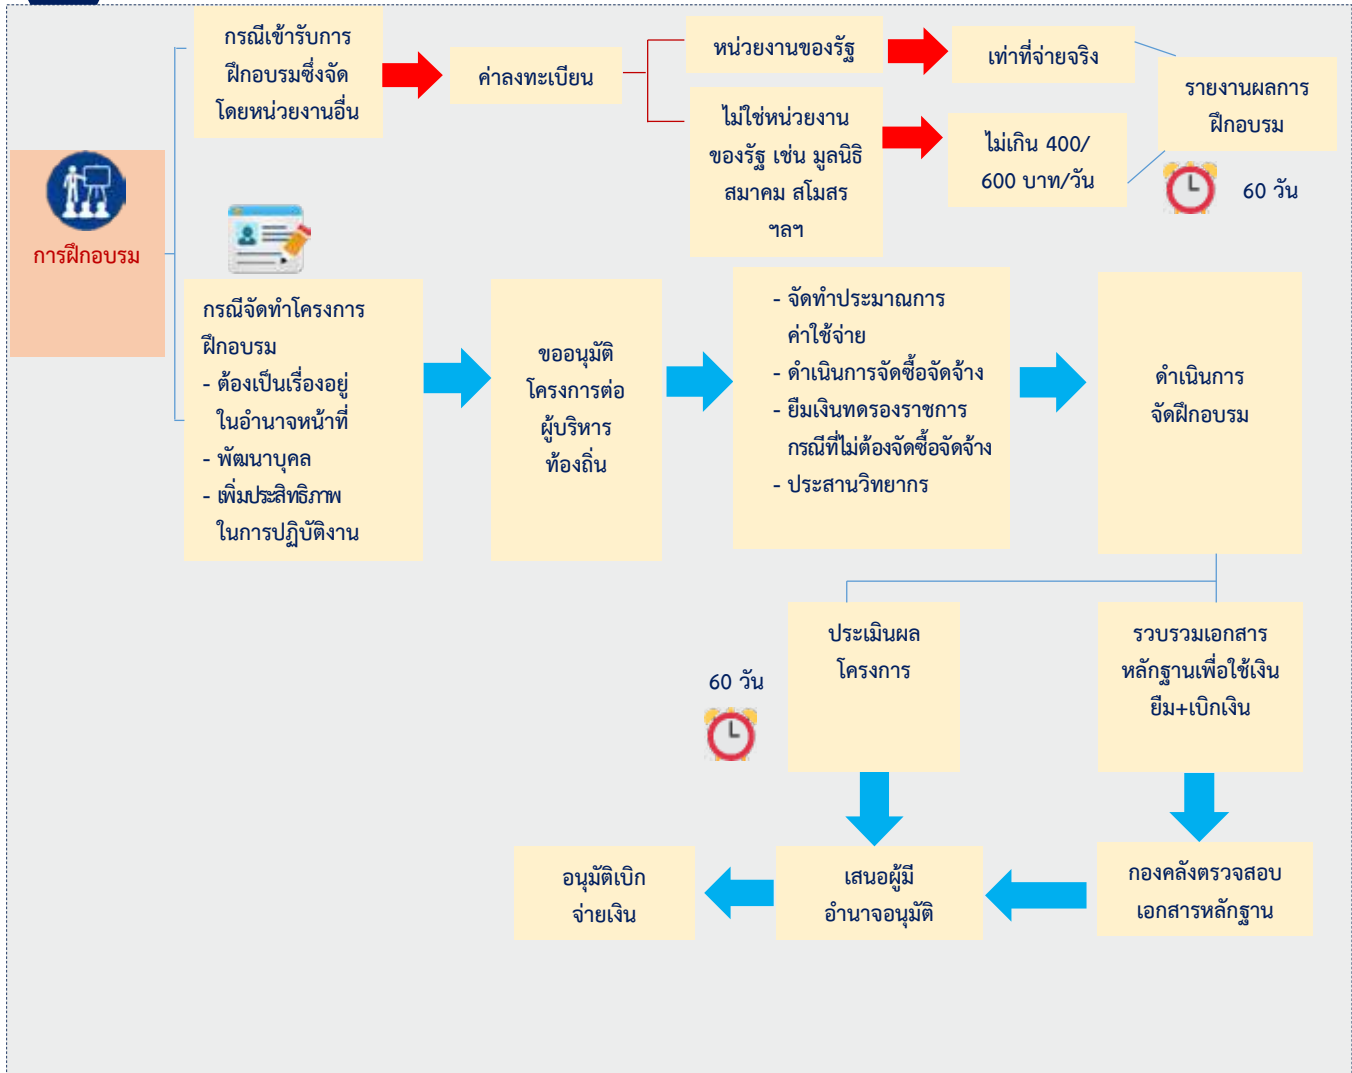 กรณีเข้ารับการ
ฝึกอบรมซึ่งจัด
โดยหน่วยงานอื่น
ค่าลงทะเบียน
หน่วยงานของรัฐ
เท่าที่จ่ายจริง
ไม่ใช่หน่วยงาน
ของรัฐ เช่น มูลนิธิ
สมาคม สโมสร
ฯลฯ
ไม่เกิน 400/
600 บาท/วัน
รายงานผลการ
ฝึกอบรม
60 วัน
การฝึกอบรม
กรณีจัดทำโครงการ
ฝึกอบรม
- ต้องเป็นเรื่องอยู่
ในอำนาจหน้าที่
- พัฒนาบุคล
- เพิ่มประสิทธิภาพ
ในการปฏิบัติงาน
ขออนุมัติ
โครงการต่อ
ผู้บริหาร
ท้องถิ่น
- จัดทำประมาณการ
ค่าใช้จ่าย
- ดำเนินการจัดซื้อจัดจ้าง
- ยืมเงินทดรองราชการ
กรณีที่ไม่ต้องจัดซื้อจัดจ้าง
- ประสานวิทยากร
ดำเนินการ
จัดฝึกอบรม
60 วัน
ประเมินผล
โครงการ
รวบรวมเอกสาร
หลักฐานเพื่อใช้เงิน
ยืม+เบิกเงิน
อนุมัติเบิก
จ่ายเงิน
เสนอผู้มี
อำนาจอนุมัติ
กองคลังตรวจสอบ
เอกสารหลักฐาน